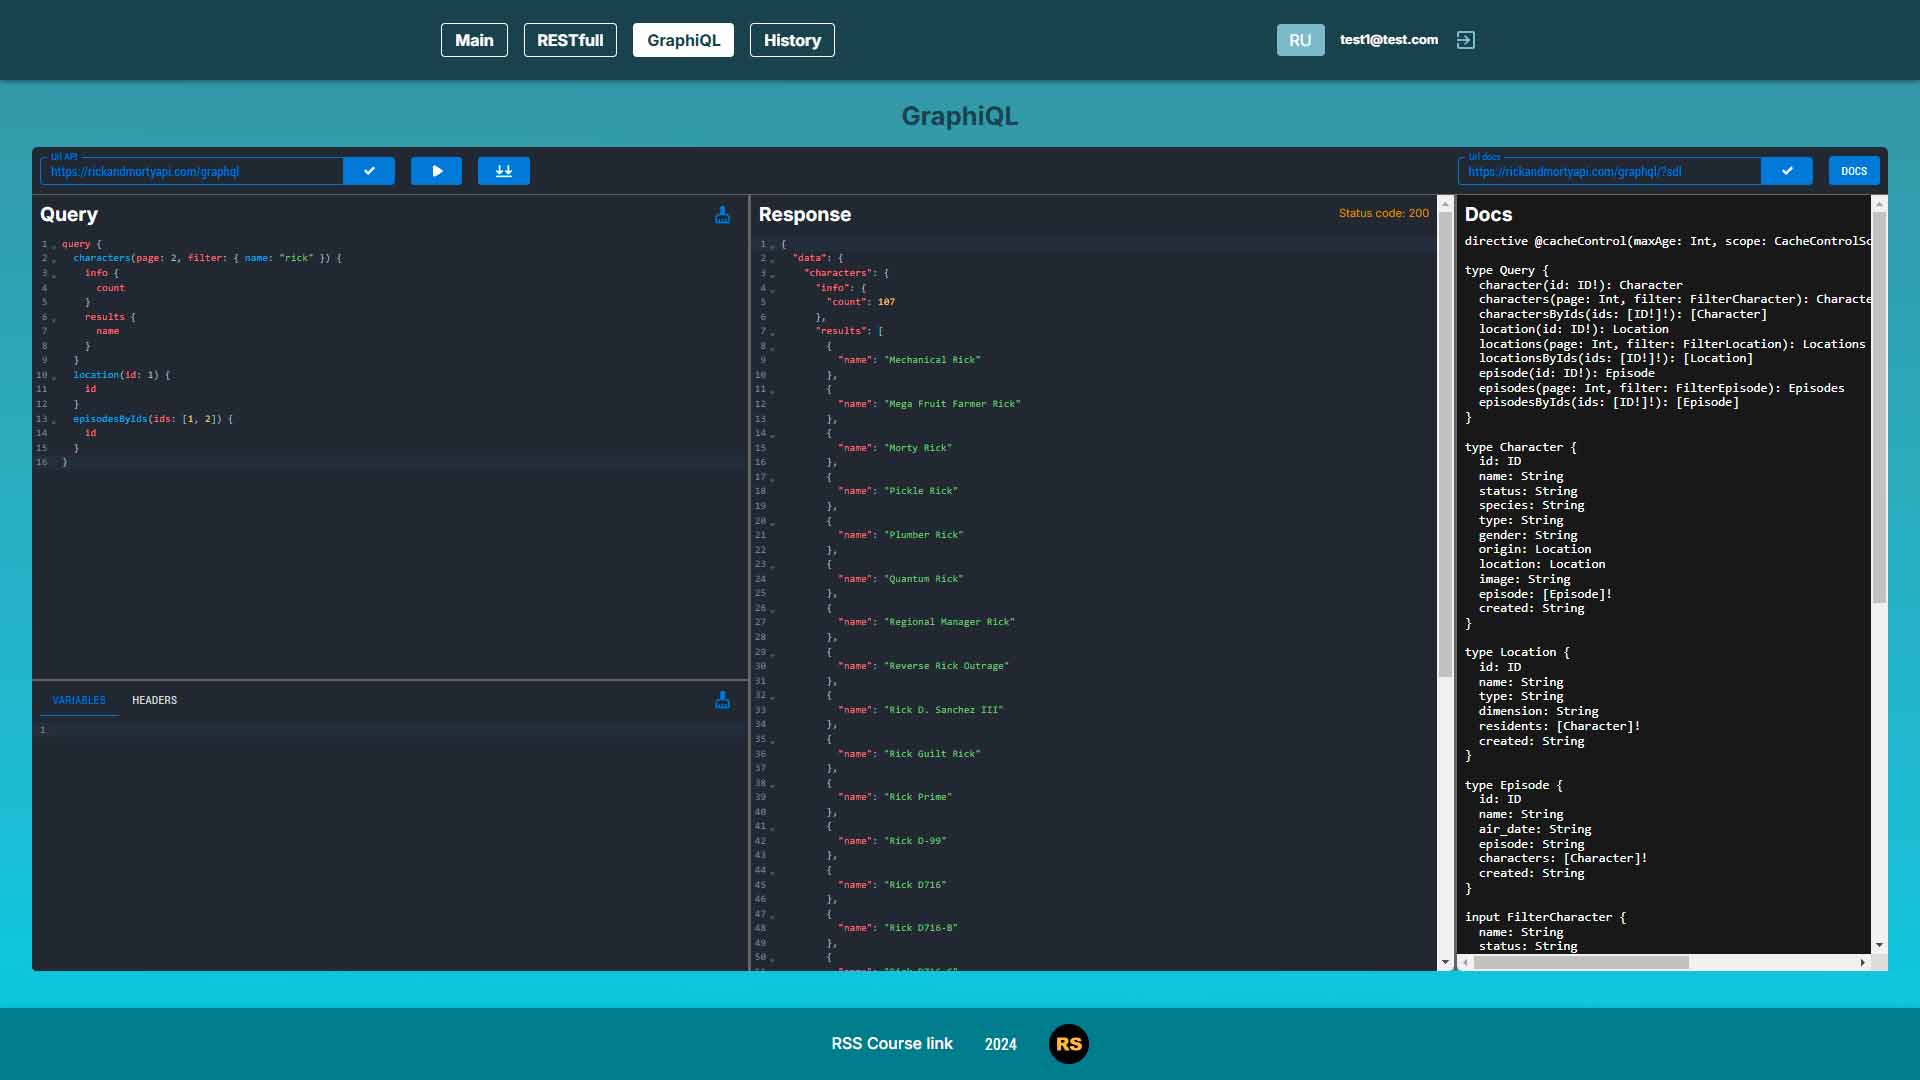 Main
RESTfull
GraphiQL
History
RU
test1@test.com
GraphiQL
Url API
https://rickandmortyapi.com/graphql
Url docs
https://rickandmortyapi.com/graphql/?sdl
DOCS
Query
1 query {
2 characters(page: 2, filter: { name: "rick" }) {
3 info {
4 count
5 }
6 results {
7 name
8 }
9 }
10 location(id: 1) {
11 id
12 }
13 episodesByIds(ids: [1, 2]) {
14 id
15 }
16 }
VARIABLES
HEADERS
1
Response
Status code: 200
1 {
2 "data": {
3 "characters": {
4 "info": {
5 "count": 107
6 },
7 "results": [
8 {
9 "name": "Mechanical Rick"
10 },
11 {
12 "name": "Mega Fruit Farmer Rick"
13 },
14 {
15 "name": "Morty Rick"
16 },
17 {
18 "name": "Pickle Rick"
19 },
20 {
21 "name": "Plumber Rick"
22 },
23 {
24 "name": "Quantum Rick"
25 },
26 {
27 "name": "Regional Manager Rick"
28 },
29 {
30 "name": "Reverse Rick Outrage"
31 },
32 {
33 "name": "Rick D. Sanchez III"
34 },
35 {
36 "name": "Rick Guilt Rick"
37 },
38 {
39 "name": "Rick Prime"
40 },
41 {
42 "name": "Rick D-99"
43 },
44 {
45 "name": "Rick D716"
46 },
47 {
48 "name": "Rick D716-B"
49 },
50 {
Docs
directive @cacheControl(maxAge: Int, scope: CacheControlSc
type Query {
character(id: ID!): Character
characters(page: Int, filter: FilterCharacter): Characte
charactersByIds(ids: [ID!]!): [Character]
location(id: ID!): Location
locations(page: Int, filter: FilterLocation): Locations
locationsByIds(ids: [ID!]!): [Location]
episode(id: ID!): Episode
episodes(page: Int, filter: FilterEpisode): Episodes
episodesByIds(ids: [ID!]!): [Episode]
}
type Character {
id: ID
name: String
status: String
species: String
type: String
gender: String
origin: Location
location: Location
image: String
episode: [Episode]!
created: String
}
type Location {
id: ID
name: String
type: String
dimension: String
residents: [Character]!
created: String
}
type Episode {
id: ID
name: String
air_date: String
episode: String
characters: [Character]!
created: String
}
input FilterCharacter {
name: String
status: String
RSS Course link
2024
RS